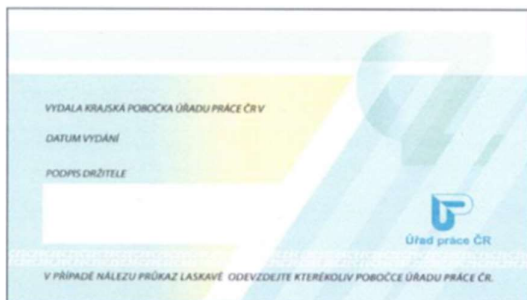 VYDALA KRAJSKÁ POBOČKA ÚŘADU PRÁCE ČR V
DATUM VYDÁNÍ
PODPIS DRŽITELE
Úřad práce ČR
V PŘÍPADĚ NÁLEZU PRŮKAZ LASKAVĚ ODEVZDEJTE KTERÉKOLIV POBOČCE ÚŘADU PRÁCE ČR.